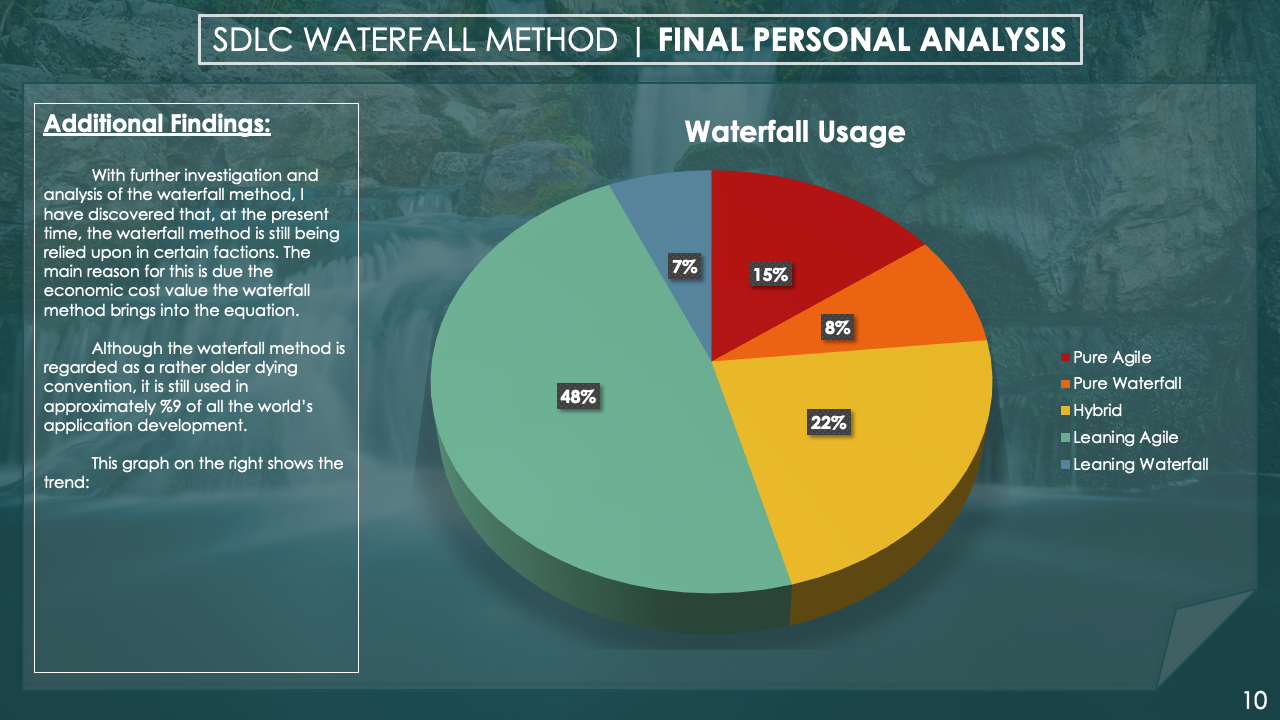 SDLC WATERFALL METHOD | FINAL PERSONAL ANALYSIS
Additional Findings:
With further investigation and
analysis of the waterfall method, I
have discovered that, at the present
time, the waterfall method is still being
relied upon in certain factions. The
main reason for this is due the
economic cost value the waterfall
method brings into the equation.
Although the waterfall method is
regarded as a rather older dying
convention, it is still used in
approximately %9 of all the world’s
application development.
This graph on the right shows the
trend:
Waterfall Usage
7%
15%
8%
48%
22%
Pure Agile
Pure Waterfall
Hybrid
Leaning Agile
Leaning Waterfall
10